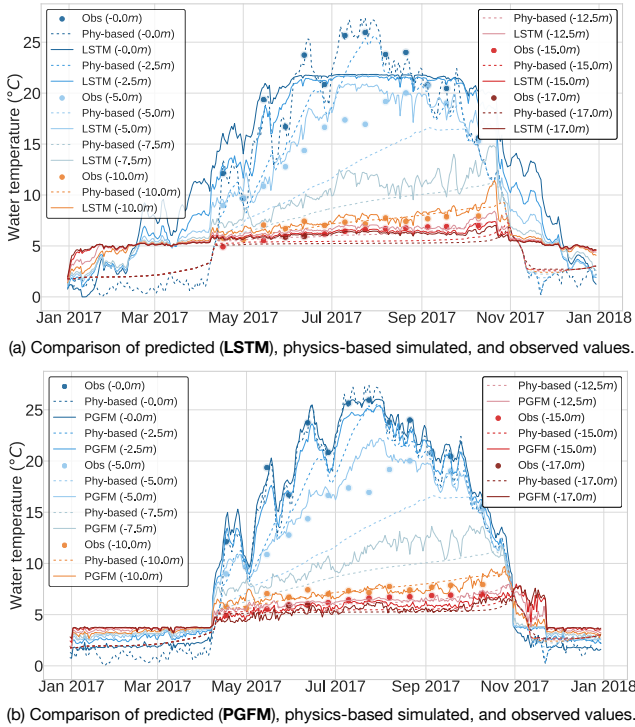 Obs (-0.0m)
Phy-based (-0.0m)
LSTM (-0.0m)
Phy-based (-2.5m)
LSTM (-2.5m)
Obs (-5.0m)
Phy-based (-5.0m)
LSTM (-5.0m)
Phy-based (-7.5m)
LSTM (-7.5m)
Obs (-10.0m)
Phy-based (-10.0m)
LSTM (-10.0m)
Phy-based (-12.5m)
LSTM (-12.5m)
Obs (-15.0m)
Phy-based (-15.0m)
LSTM (-15.0m)
Obs (-17.0m)
Phy-based (-17.0m)
LSTM (-17.0m)
Water temperature (°C)
25
20
15
10
5
0
Jan 2017 Mar 2017 May 2017 Jul 2017 Sep 2017 Nov 2017 Jan 2018
(a) Comparison of predicted (LSTM), physics-based simulated, and observed values.
Obs (-0.0m)
Phy-based (-0.0m)
PGFM (-0.0m)
Phy-based (-2.5m)
PGFM (-2.5m)
Obs (-5.0m)
Phy-based (-5.0m)
PGFM (-5.0m)
Phy-based (-7.5m)
PGFM (-7.5m)
Obs (-10.0m)
Phy-based (-10.0m)
PGFM (-10.0m)
Phy-based (-12.5m)
PGFM (-12.5m)
Obs (-15.0m)
Phy-based (-15.0m)
PGFM (-15.0m)
Obs (-17.0m)
Phy-based (-17.0m)
PGFM (-17.0m)
Water temperature (°C)
25
20
15
10
5
0
Jan 2017 Mar 2017 May 2017 Jul 2017 Sep 2017 Nov 2017 Jan 2018
(b) Comparison of predicted (PGFM), physics-based simulated, and observed values.